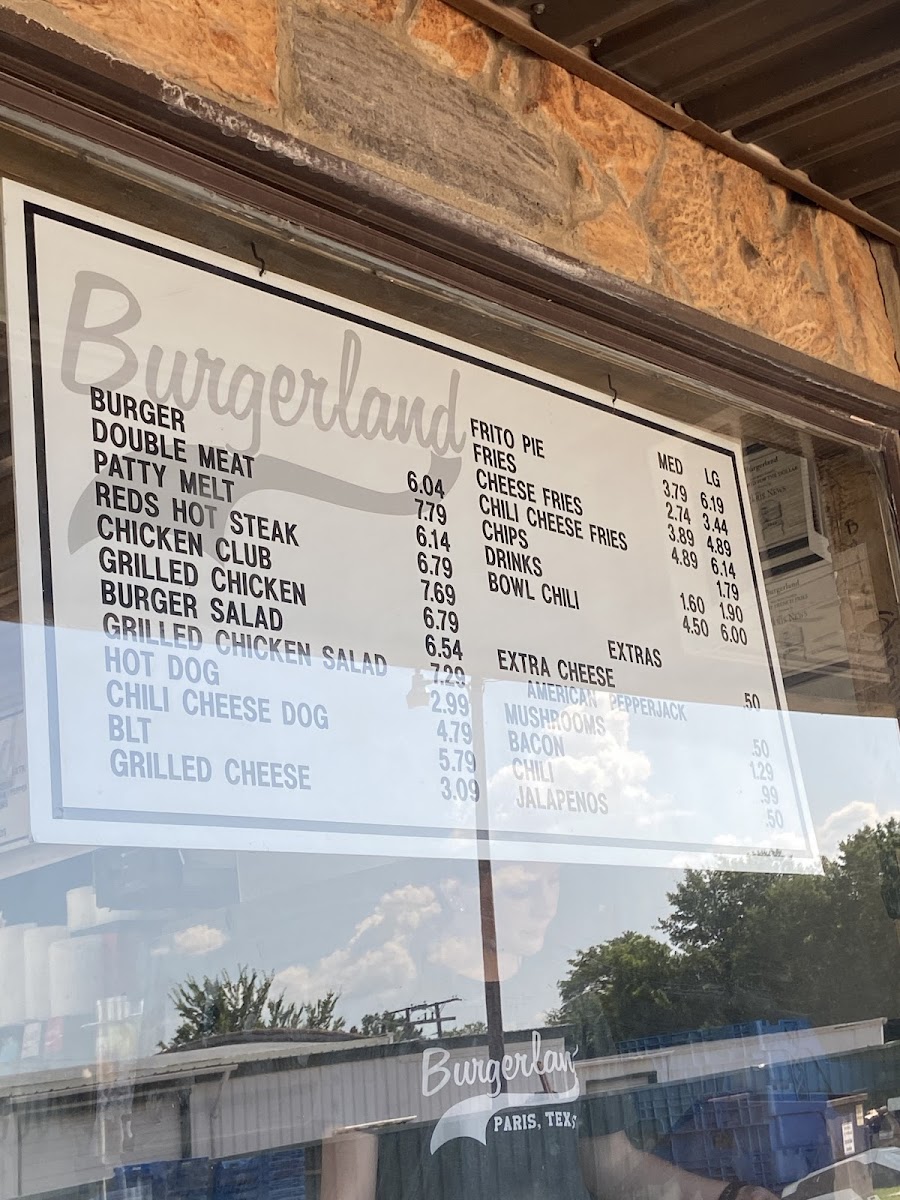 Burgerland
BURGER 6.04
DOUBLE MEAT 7.79
PATTY MELT 6.14
REDS HOT STEAK 6.79
CHICKEN CLUB 7.69
GRILLED CHICKEN 6.79
BURGER SALAD 6.54
GRILLED CHICKEN SALAD 7.29
HOT DOG 2.99
CHILI CHEESE DOG 4.79
BLT 5.79
GRILLED CHEESE 3.09
MED LG
FRITO PIE 3.79 6.19
FRIES 2.74 3.44
CHEESE FRIES 3.89 4.89
CHILI CHEESE FRIES 4.89 6.14
CHIPS 1.79
DRINKS 1.60 1.90
BOWL CHILI 4.50 6.00
EXTRAS
EXTRA CHEESE .50
AMERICAN PEPPERJACK
MUSHROOMS .50
BACON 1.29
CHILI .99
JALAPENOS .50
Burgerland
PARIS, TEXS